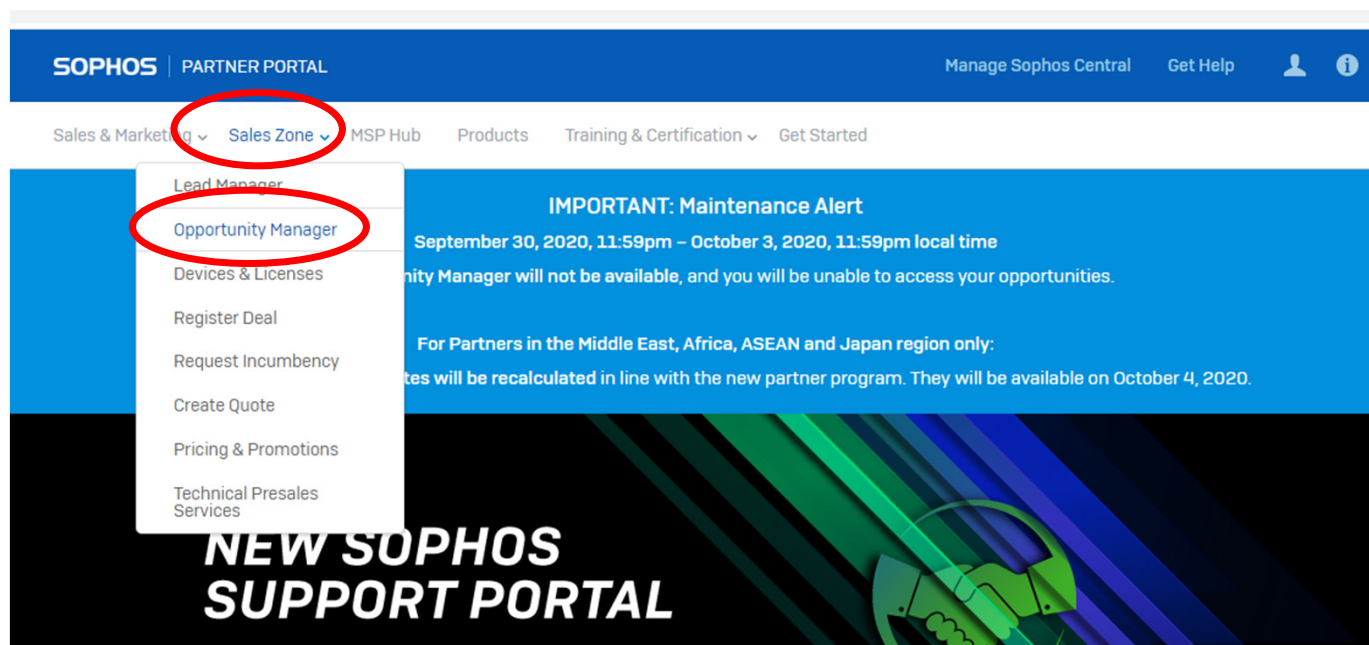 SOPHOS | PARTNER PORTAL Manage Sophos Central Get Help
Sales & Marketing Sales Zone MSP Hub Products Training & Certification Get Started
Lead Manager
Opportunity Manager
Devices & Licenses
Register Deal
Request Incumbency
Create Quote
Pricing & Promotions
Technical Presales
Services
IMPORTANT: Maintenance Alert
September 30, 2020, 11:59pm – October 3, 2020, 11:59pm local time
nity Manager will not be available, and you will be unable to access your opportunities.
For Partners in the Middle East, Africa, ASEAN and Japan region only:
tes will be recalculated in line with the new partner program. They will be available on October 4, 2020.
NEW SOPHOS
SUPPORT PORTAL